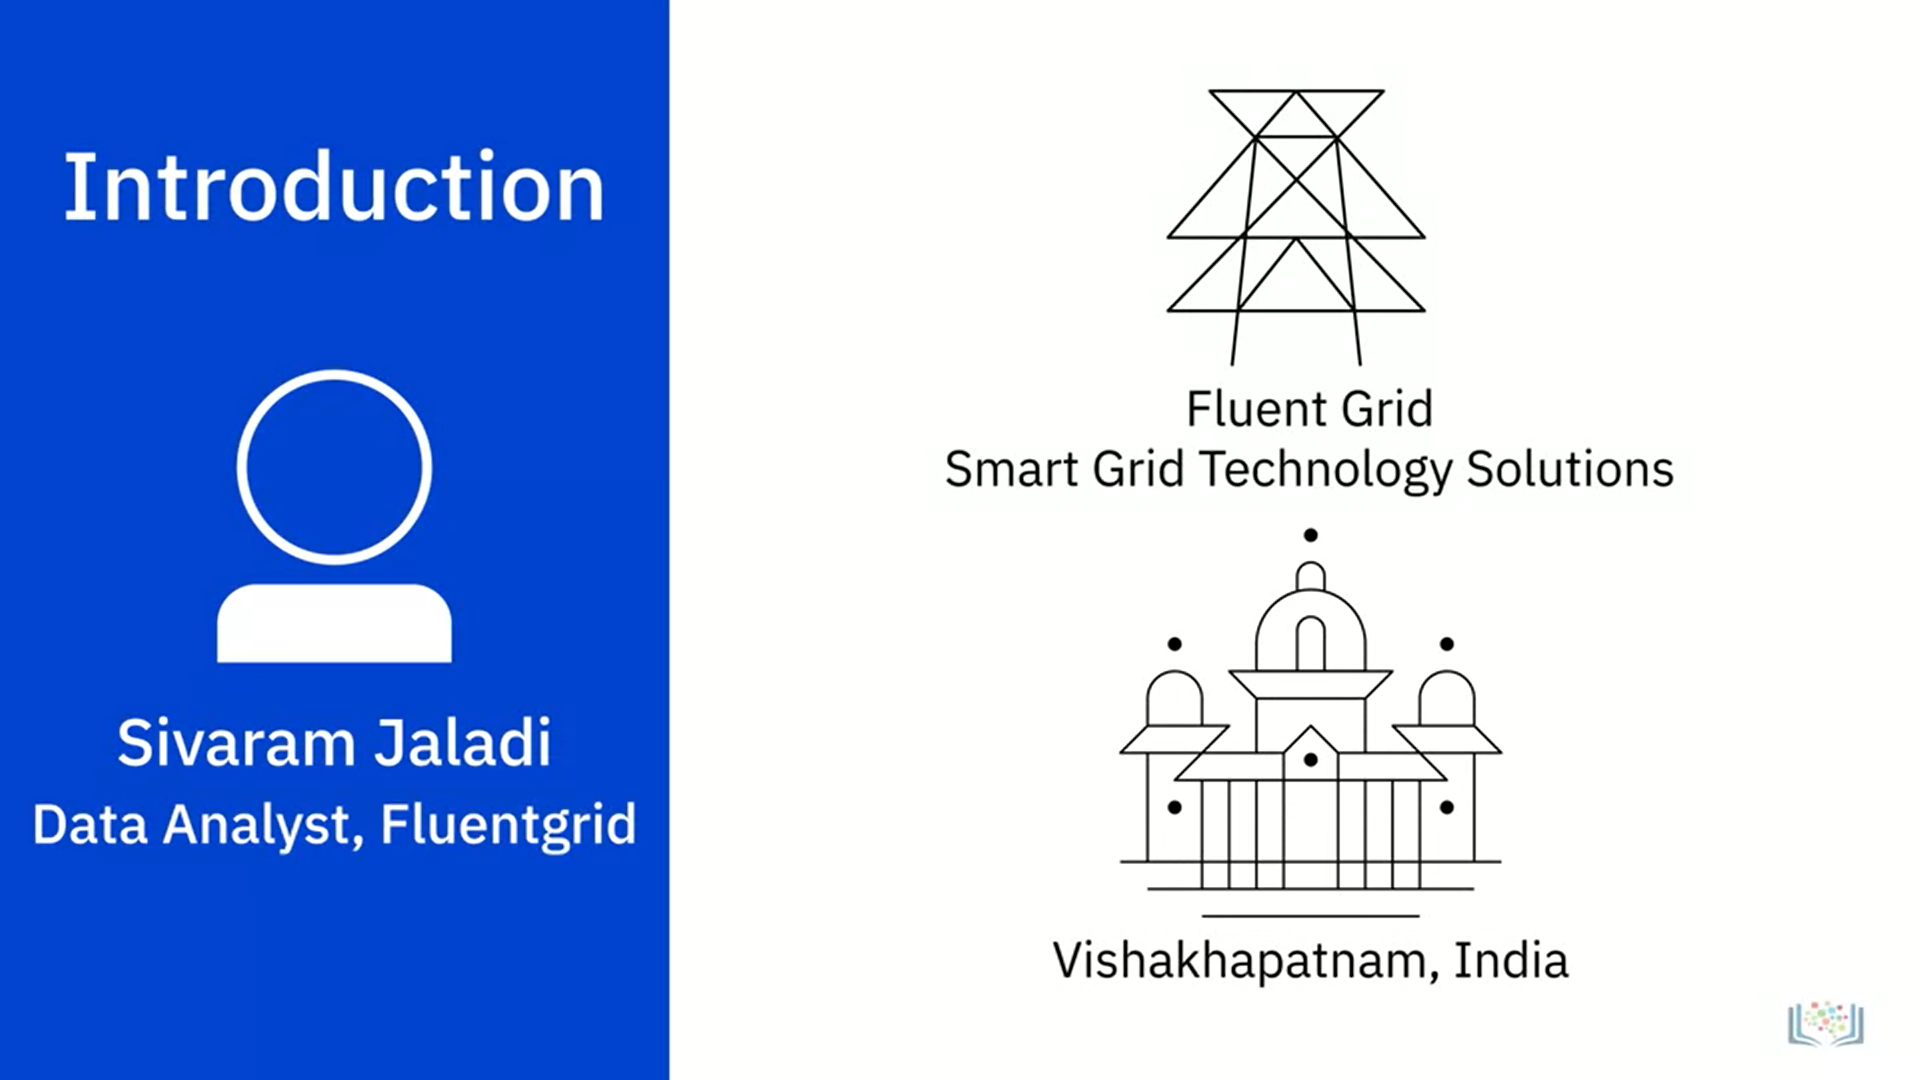 Introduction
Sivaram Jaladi
Data Analyst, Fluentgrid
Fluent Grid
Smart Grid Technology Solutions
Vishakhapatnam, India